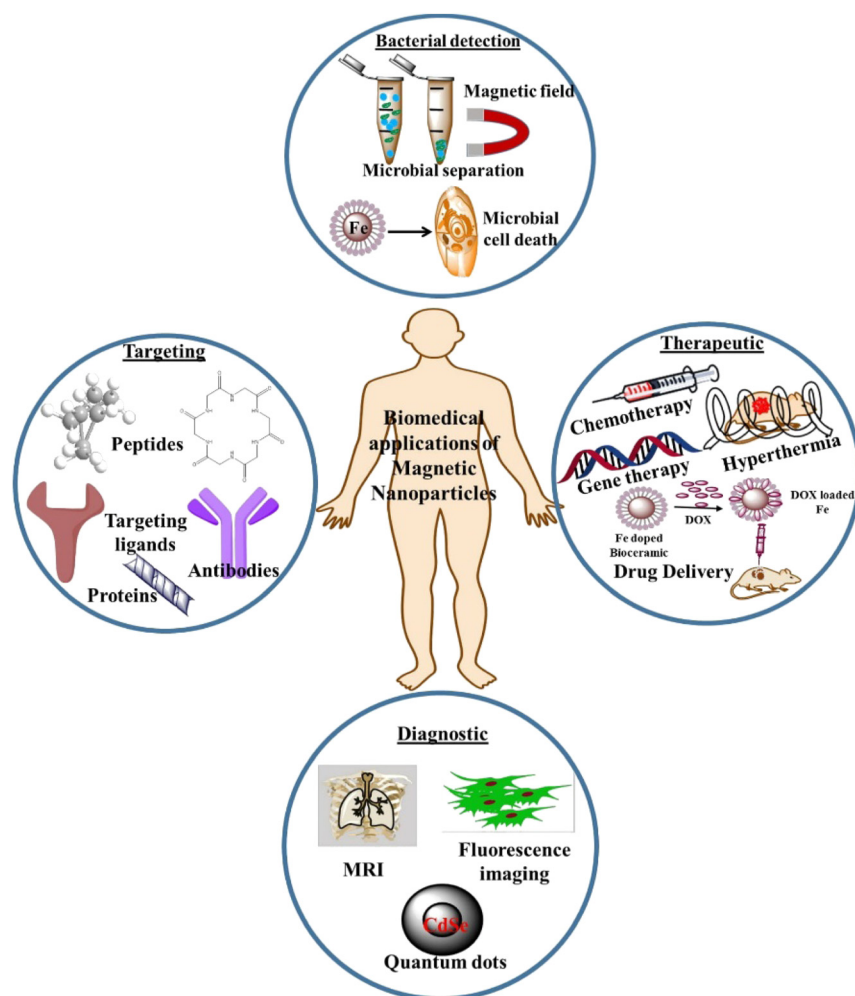 Bacterial detection
Magnetic field
Microbial separation
Fe
Microbial
cell death
Targeting
Peptides
Targeting
ligands
Antibodies
Proteins
Biomedical
applications of
Magnetic
Nanoparticles
Therapeutic
Chemotherapy
Hyperthermia
Gene therapy
DOX
DOX loaded
Fe
Fe doped
Bioceramic
Drug Delivery
Diagnostic
MRI
Fluorescence
imaging
CdSe
Quantum dots